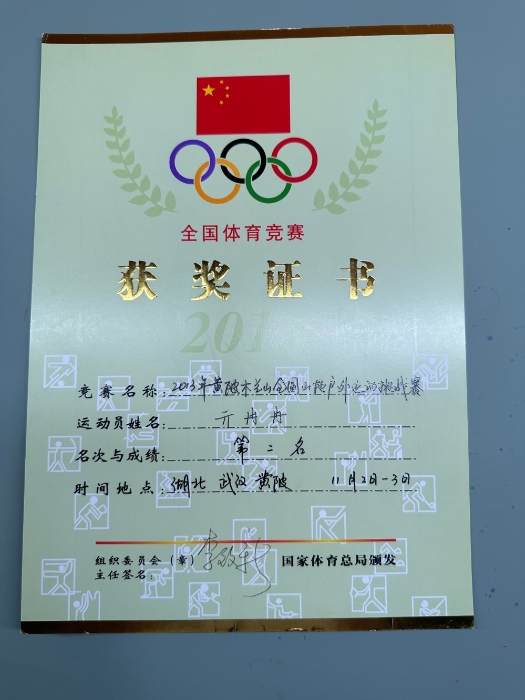 全国体育竞赛
获奖证书
201
竞赛名称:2013年黄陂木兰山全国山地户外运动挑战赛
运动员姓名: 亓冉冉
名次与成绩: 第二名
时间地点:湖北 武汉 黄陂 11月2日-3日
组织委员会(章)
主任签名: 国家体育总局颁发